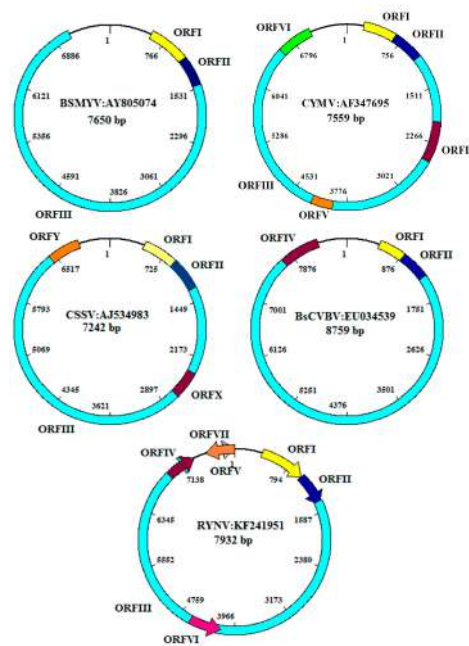 1
ORFI
6886
766
ORFII
6121
BSMYV:AY805074
1531
7650 bp
5356
2296
4591
3061
3826
ORFIII
ORFVI
1
ORFI
6796
756
ORFII
6041
CYMV:AF347695
1511
7559 bp
5286
2266
ORFI
ORFIII
4531
3021
3776
ORFV
ORFY
1
ORFI
6517
725
ORFII
5793
CSSV:AJ534983
1449
7242 bp
5069
2173
4345
2897
ORFX
3621
ORFIII
ORFIV
1
ORFI
7876
876
ORFII
7001
BsCVBV:EU034539
1751
8759 bp
6126
2626
5251
3501
4376
ORFVII
ORFIV
1
ORFI
7138
ORFV
794
ORFII
6345
RYNV:KF241951
1587
7932 bp
5552
2380
ORFIII
4759
3173
3966
ORFVI